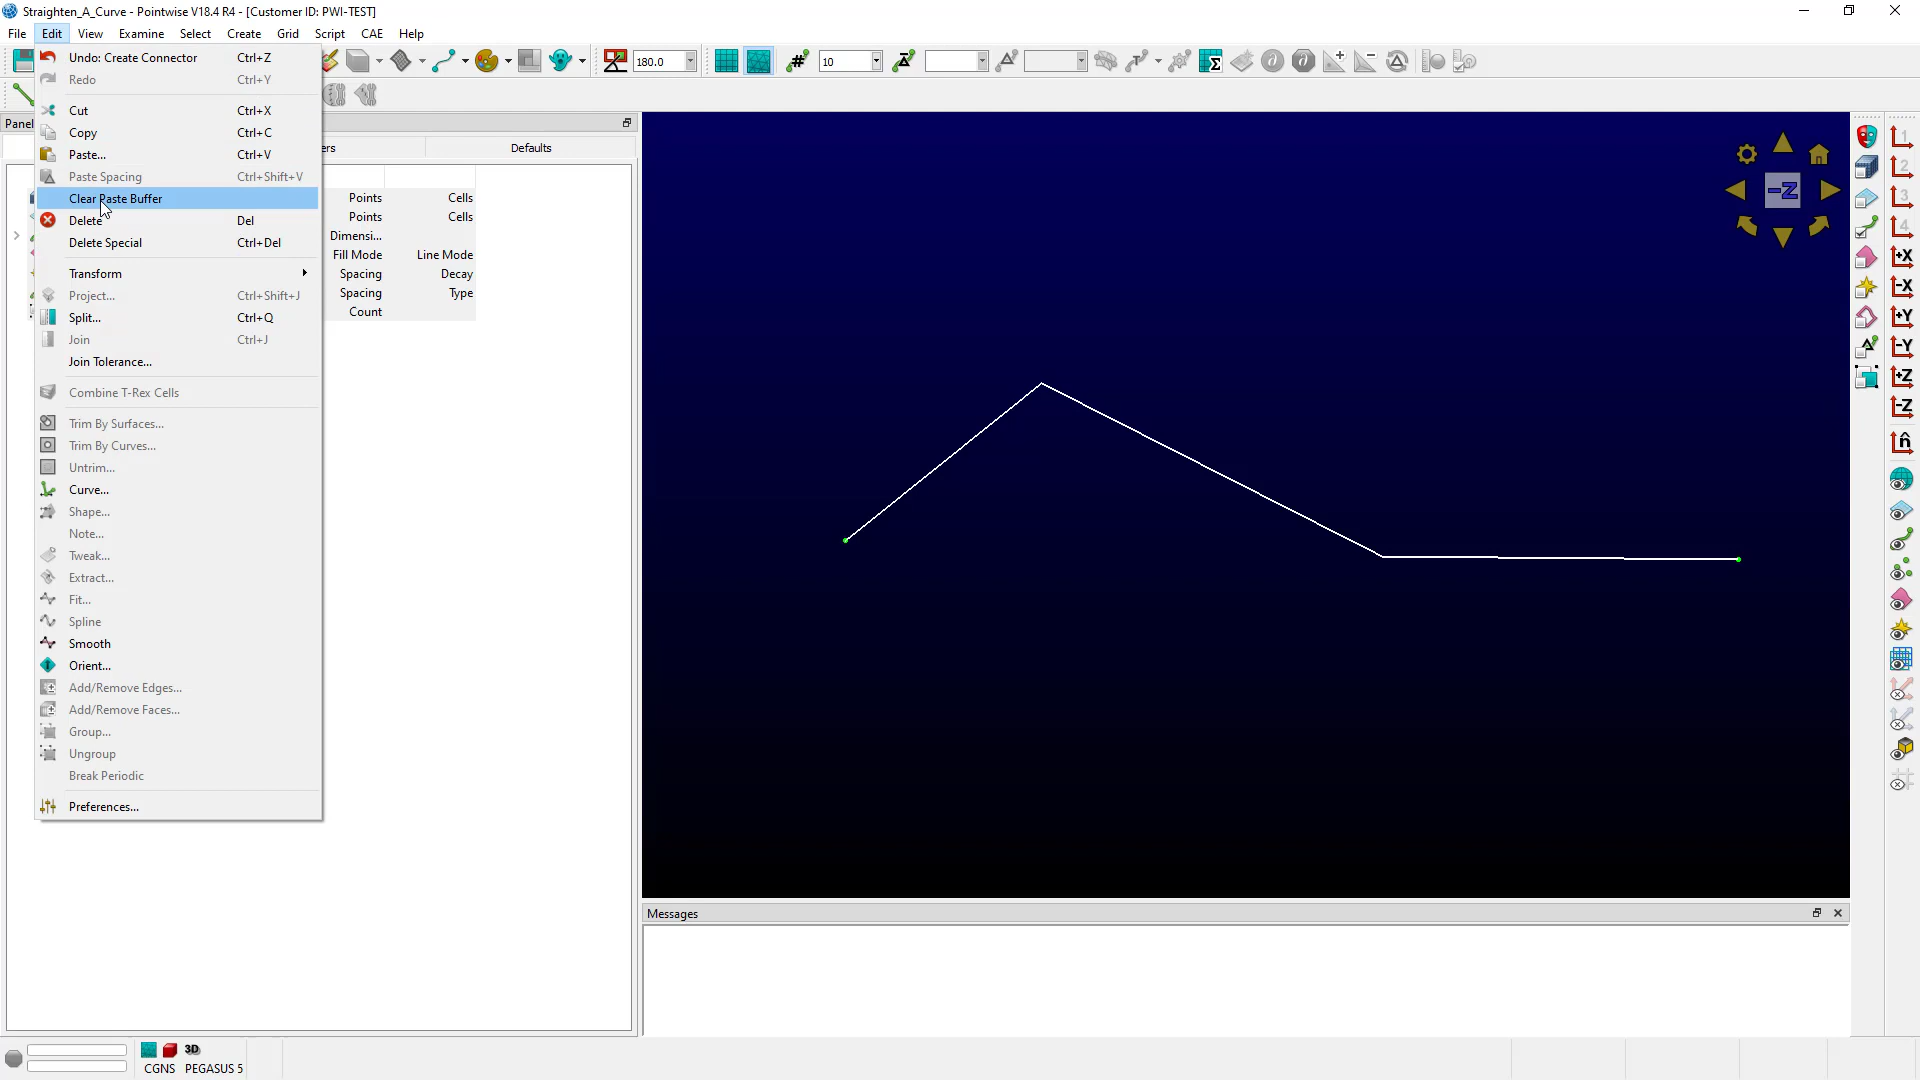 Straighten_A_Curve - Pointwise V18.4 R4 - [Customer ID: PWI-TEST]
File Edit View Examine Select Create Grid Script CAE Help
Undo: Create Connector Ctrl+Z
180.0 10
Redo Ctrl+Y
Cut Ctrl+X
Panel
Copy Ctrl+C
ers Defaults
Paste... Ctrl+V
Paste Spacing Ctrl+Shift+V
Clear Paste Buffer Points Cells
Delete Del Points Cells
Delete Special Ctrl+Del Dimensi...
Fill Mode Line Mode
Transform Spacing Decay
Project... Ctrl+Shift+J Spacing Type
Split... Ctrl+Q Count
Join Ctrl+J
Join Tolerance...
Combine T-Rex Cells
Trim By Surfaces...
Trim By Curves...
Untrim...
Curve...
Shape...
Note...
Tweak...
Extract...
Fit...
Spline
Smooth
Orient...
Add/Remove Edges...
Add/Remove Faces...
Group...
Ungroup
Break Periodic
Preferences...
-Z
1
2
3
4
+X
-X
+Y
-Y
+Z
-Z
n̂
Messages
3D
CGNS PEGASUS 5